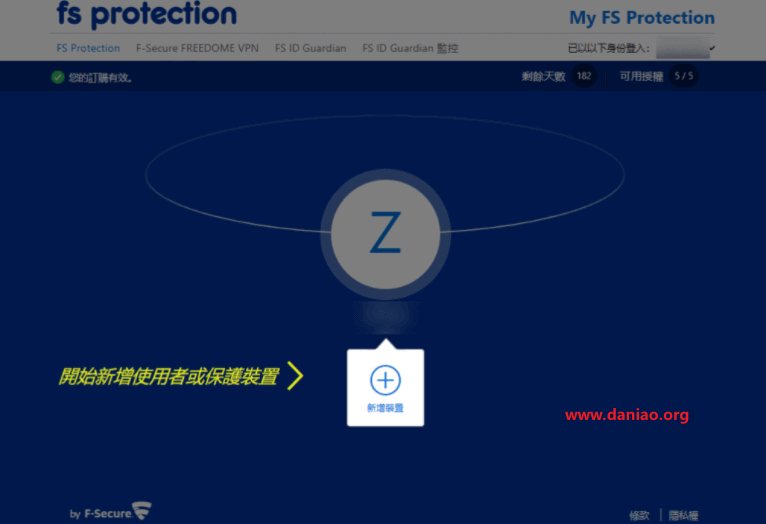 fs protection
My FS Protection
FS Protection F-Secure FREEDOME VPN FS ID Guardian FS ID Guardian 監控 已以以下身份登入：
您的訂購有效。 剩餘天數 182 可用授權 5 / 5
Z
開始新增使用者或保護裝置
新增裝置
www.daniao.org
by F-Secure
條款 | 隱私權